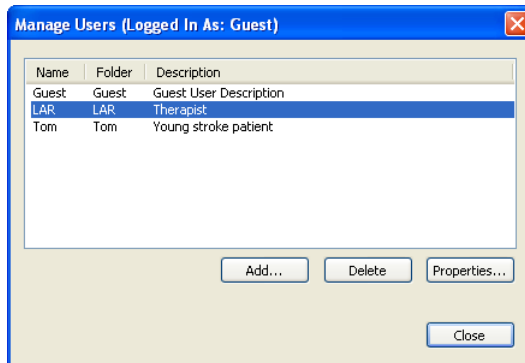 Manage Users (Logged In As: Guest)
Name Folder Description
Guest Guest Guest User Description
LAR LAR Therapist
Tom Tom Young stroke patient
Add... Delete Properties...
Close